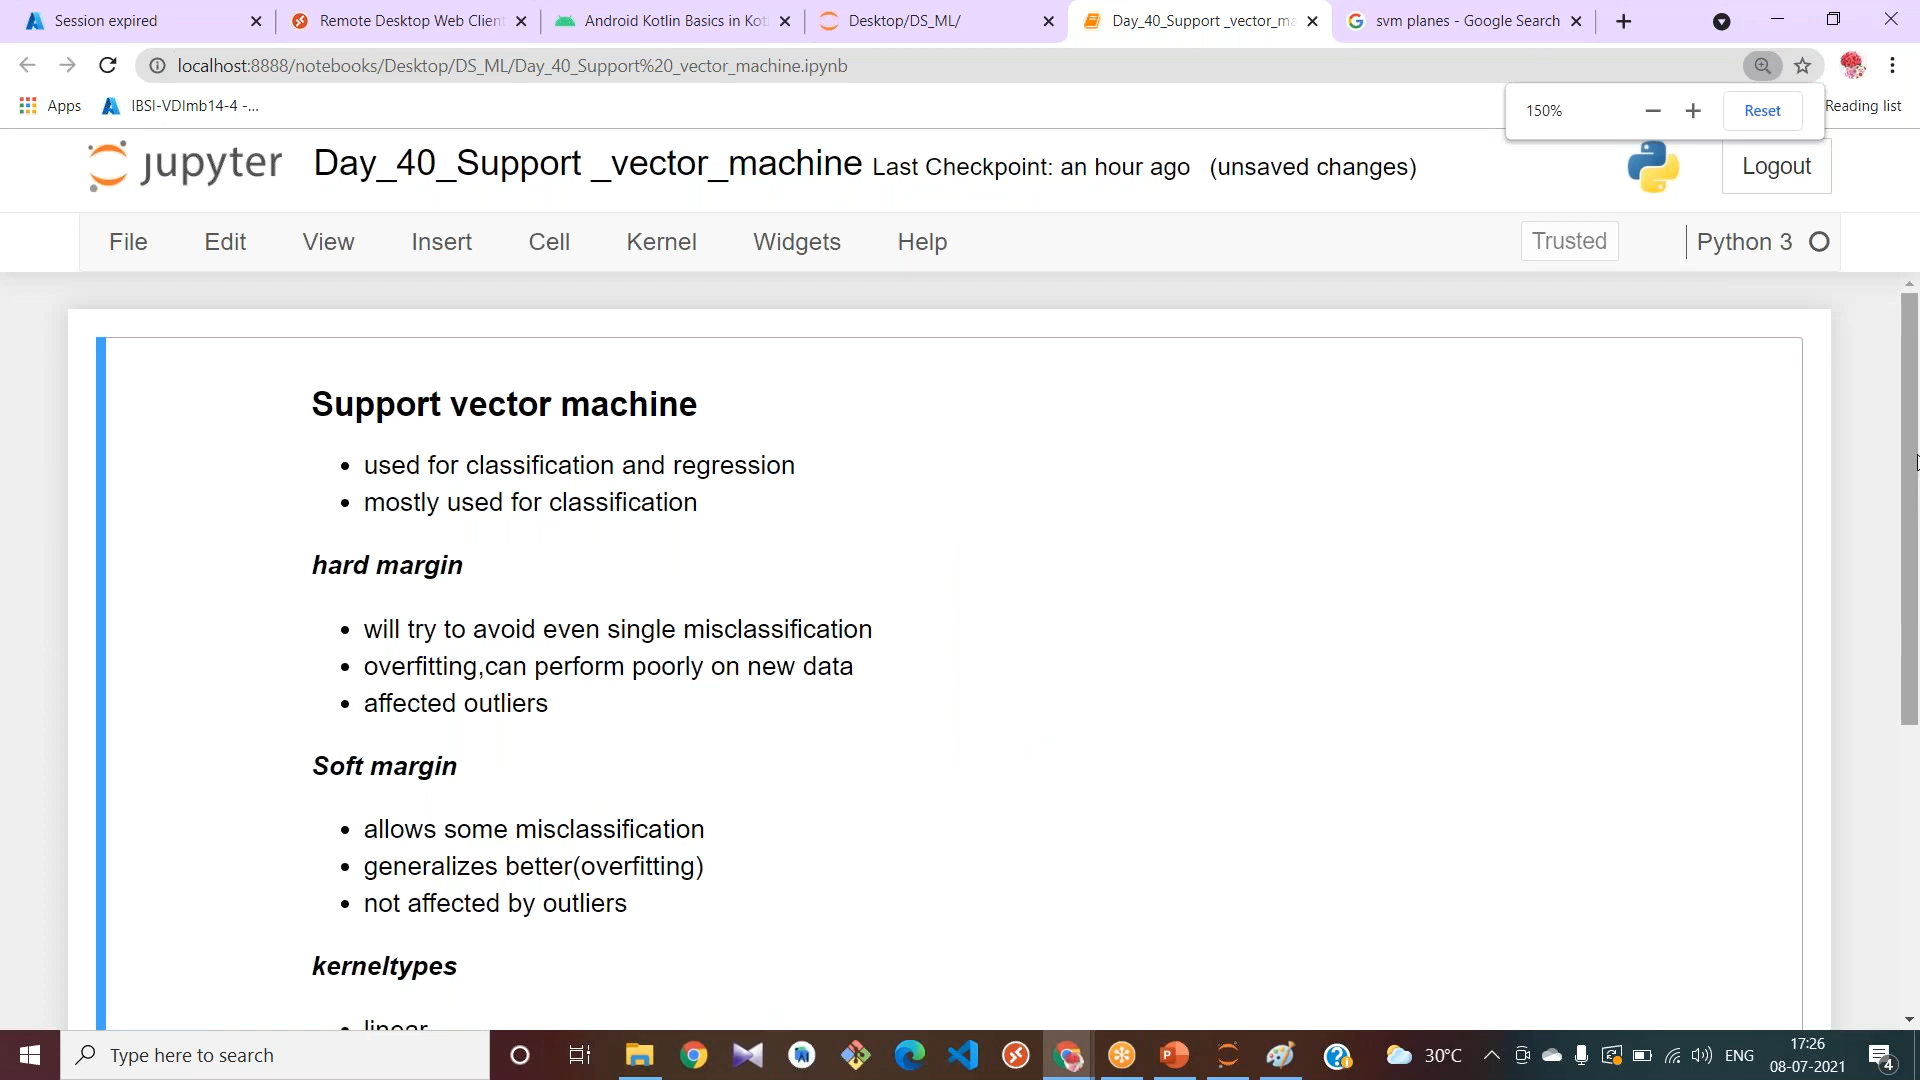 Session expired
Remote Desktop Web Client
Android Kotlin Basics in Kot
Desktop/DS_ML/
Day_40_Support _vector_ma
svm planes - Google Search
localhost:8888/notebooks/Desktop/DS_ML/Day_40_Support%20_vector_machine.ipynb
Apps
IBSI-VDImb14-4 -...
150%
Reset
Reading list
jupyter
Day_40_Support _vector_machine Last Checkpoint: an hour ago (unsaved changes)
Logout
File Edit View Insert Cell Kernel Widgets Help
Trusted
Python 3
Support vector machine
• used for classification and regression
• mostly used for classification
hard margin
• will try to avoid even single misclassification
• overfitting,can perform poorly on new data
• affected outliers
Soft margin
• allows some misclassification
• generalizes better(overfitting)
• not affected by outliers
kerneltypes
• linear
Type here to search
30°C
ENG
17:26
08-07-2021
4